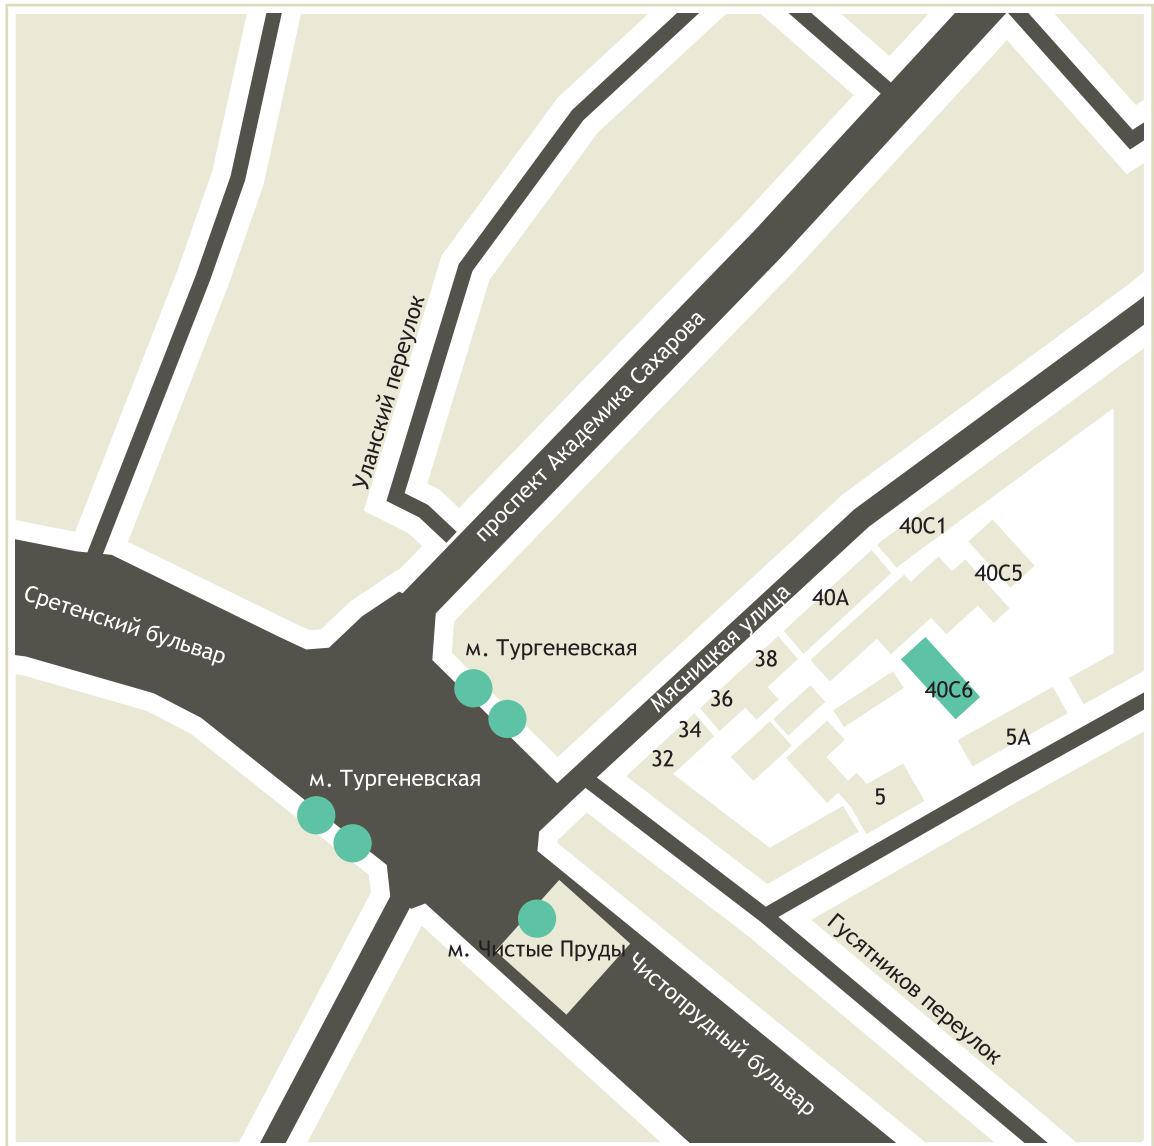 Уланский переулок
проспект Академика Сахарова
40С1
40С5
40А
Сретенский бульвар
м. Тургеневская
38
Мясницкая улица
40С6
36
34
5А
32
м. Тургеневская
5
м. Чистые Пруды
Гусятников переулок
Чистопрудный бульвар